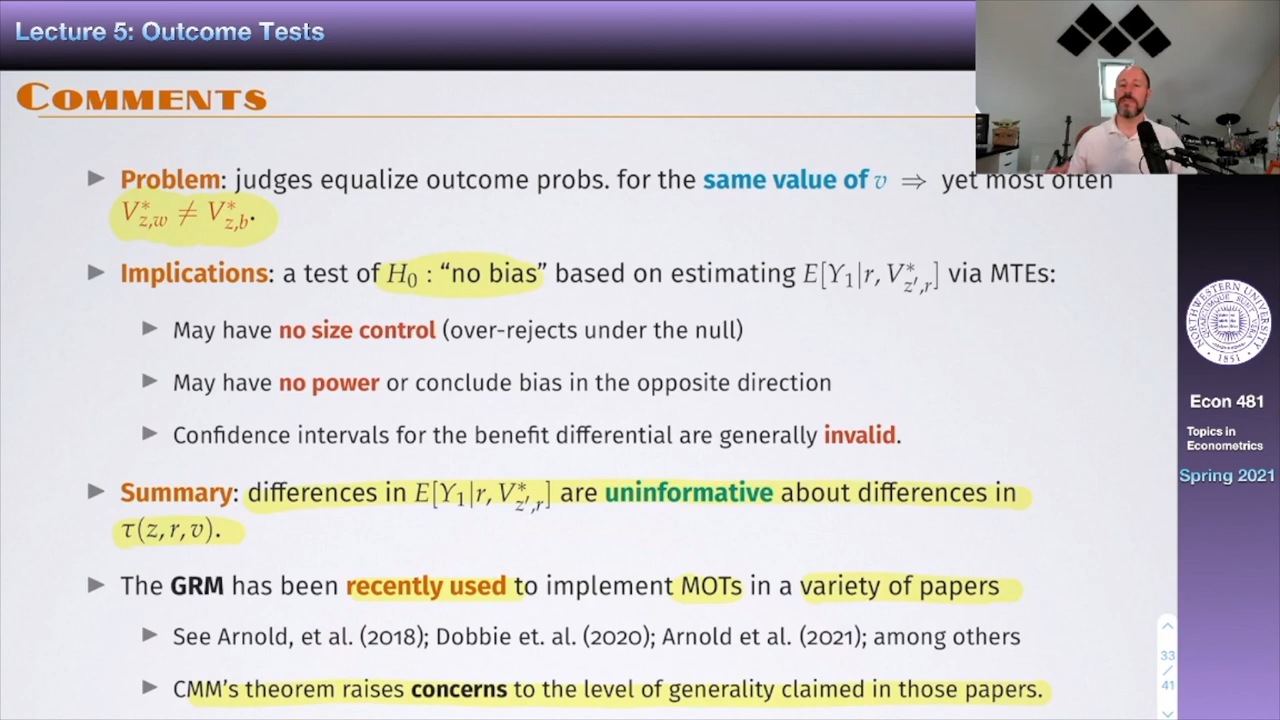 Lecture 5: Outcome Tests
COMMENTS
▶ Problem: judges equalize outcome probs. for the same value of v ⇒ yet most often
V*_{z,w} ≠ V*_{z,b}.
▶ Implications: a test of H₀ : “no bias” based on estimating E[Y₁|r, V*_{z′,r}] via MTEs:
▶ May have no size control (over-rejects under the null)
▶ May have no power or conclude bias in the opposite direction
▶ Confidence intervals for the benefit differential are generally invalid.
▶ Summary: differences in E[Y₁|r, V*_{z′,r}] are uninformative about differences in
τ(z, r, v).
▶ The GRM has been recently used to implement MOTs in a variety of papers
▶ See Arnold, et al. (2018); Dobbie et. al. (2020); Arnold et al. (2021); among others
▶ CMM’s theorem raises concerns to the level of generality claimed in those papers.
NORTHWESTERN UNIVERSITY
1851
Econ 481
Topics in
Econometrics
Spring 2021
33
/
41